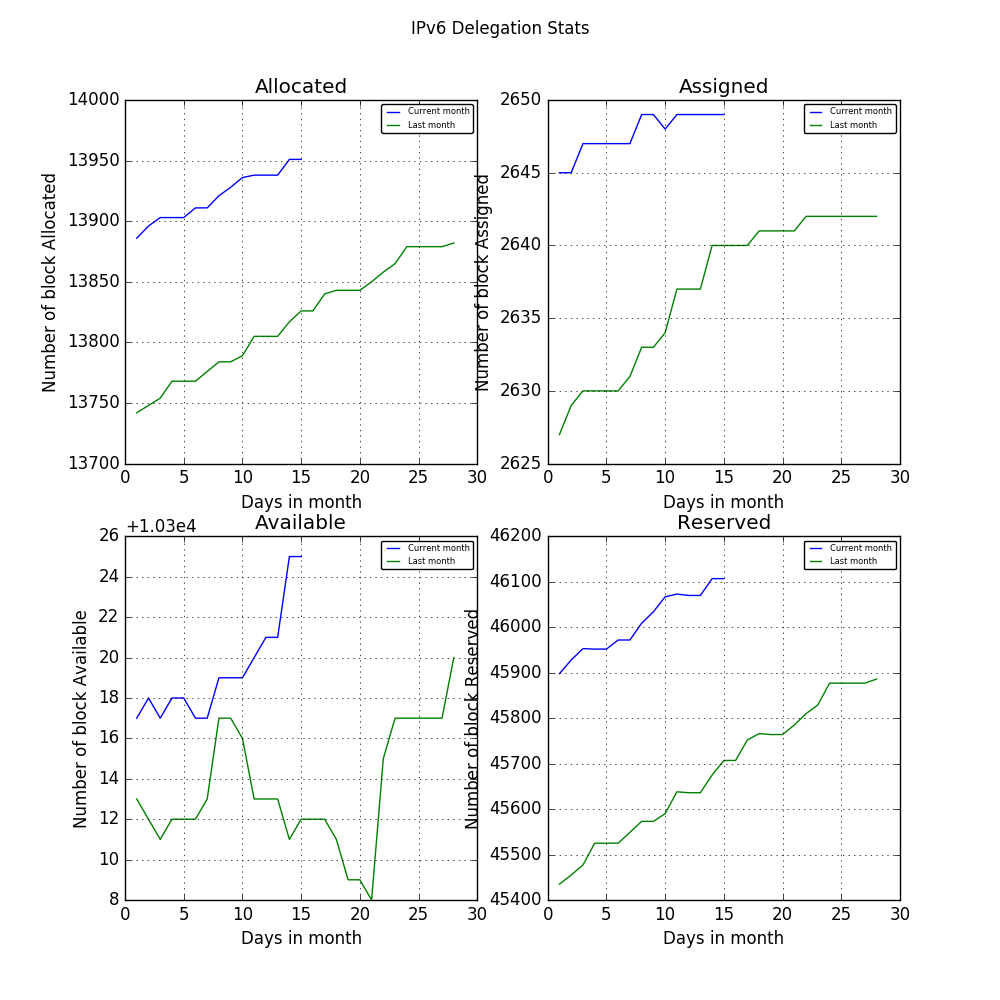 IPv6 Delegation Stats
Allocated
14000
13950
13900
13850
13800
13750
13700
Number of block Allocated
Current month
Last month
0 5 10 15 20 25 30
Days in month
Assigned
2650
2645
2640
2635
2630
2625
Number of block Assigned
Current month
Last month
0 5 10 15 20 25 30
Days in month
Available
+1.03e4
26
24
22
20
18
16
14
12
10
8
Number of block Available
Current month
Last month
0 5 10 15 20 25 30
Days in month
Reserved
46200
46100
46000
45900
45800
45700
45600
45500
45400
Number of block Reserved
Current month
Last month
0 5 10 15 20 25 30
Days in month